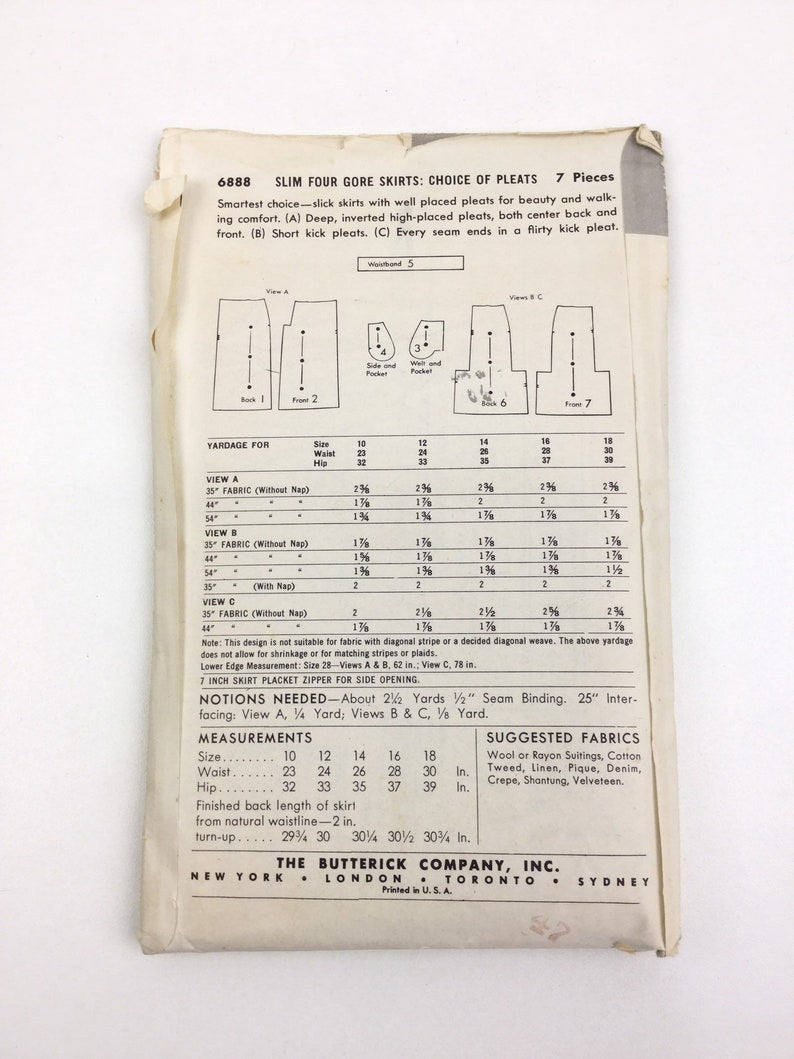 6888 SLIM FOUR GORE SKIRTS: CHOICE OF PLEATS 7 Pieces
Smartest choice—slick skirts with well placed pleats for beauty and walk-
ing comfort. (A) Deep, inverted high-placed pleats, both center back and
front. (B) Short kick pleats. (C) Every seam ends in a flirty kick pleat.
Waistband 5
View A
Views B C
4
3
Side and
Pocket
Welt and
Pocket
Back 1
Front 2
Back 6
Front 7
YARDAGE FOR Size 10 12 14 16 18
Waist 23 24 26 28 30
Hip 32 33 35 37 39
VIEW A
35" FABRIC (Without Nap) 2⅜ 2⅜ 2⅜ 2⅜ 2⅜
44" " " " 1⅞ 1⅞ 2 2 2
54" " " " 1¾ 1¾ 1⅞ 1⅞ 1⅞
VIEW B
35" FABRIC (Without Nap) 1⅞ 1⅞ 1⅞ 1⅞ 1⅞
44" " " " 1⅝ 1⅞ 1⅞ 1⅞ 1⅞
54" " " " 1⅜ 1⅜ 1⅜ 1⅜ 1½
35" " (With Nap) 2 2 2 2 2
VIEW C
35" FABRIC (Without Nap) 2 2⅛ 2½ 2⅝ 2¾
44" " " " 1⅞ 1⅞ 1⅞ 1⅞ 1⅞
Note: This design is not suitable for fabric with diagonal stripe or a decided diagonal weave. The above yardage
does not allow for shrinkage or for matching stripes or plaids.
Lower Edge Measurement: Size 28—Views A & B, 62 in.; View C, 78 in.
7 INCH SKIRT PLACKET ZIPPER FOR SIDE OPENING.
NOTIONS NEEDED—About 2½ Yards ½" Seam Binding. 25" Inter-
facing: View A, ¼ Yard; Views B & C, ⅛ Yard.
MEASUREMENTS
Size........ 10 12 14 16 18
Waist...... 23 24 26 28 30 In.
Hip........ 32 33 35 37 39 In.
Finished back length of skirt
from natural waistline—2 in.
turn-up..... 29¾ 30 30¼ 30½ 30¾ In.
SUGGESTED FABRICS
Wool or Rayon Suitings, Cotton
Tweed, Linen, Pique, Denim,
Crepe, Shantung, Velveteen.
THE BUTTERICK COMPANY, INC.
NEW YORK • LONDON • TORONTO • SYDNEY
Printed in U. S. A.